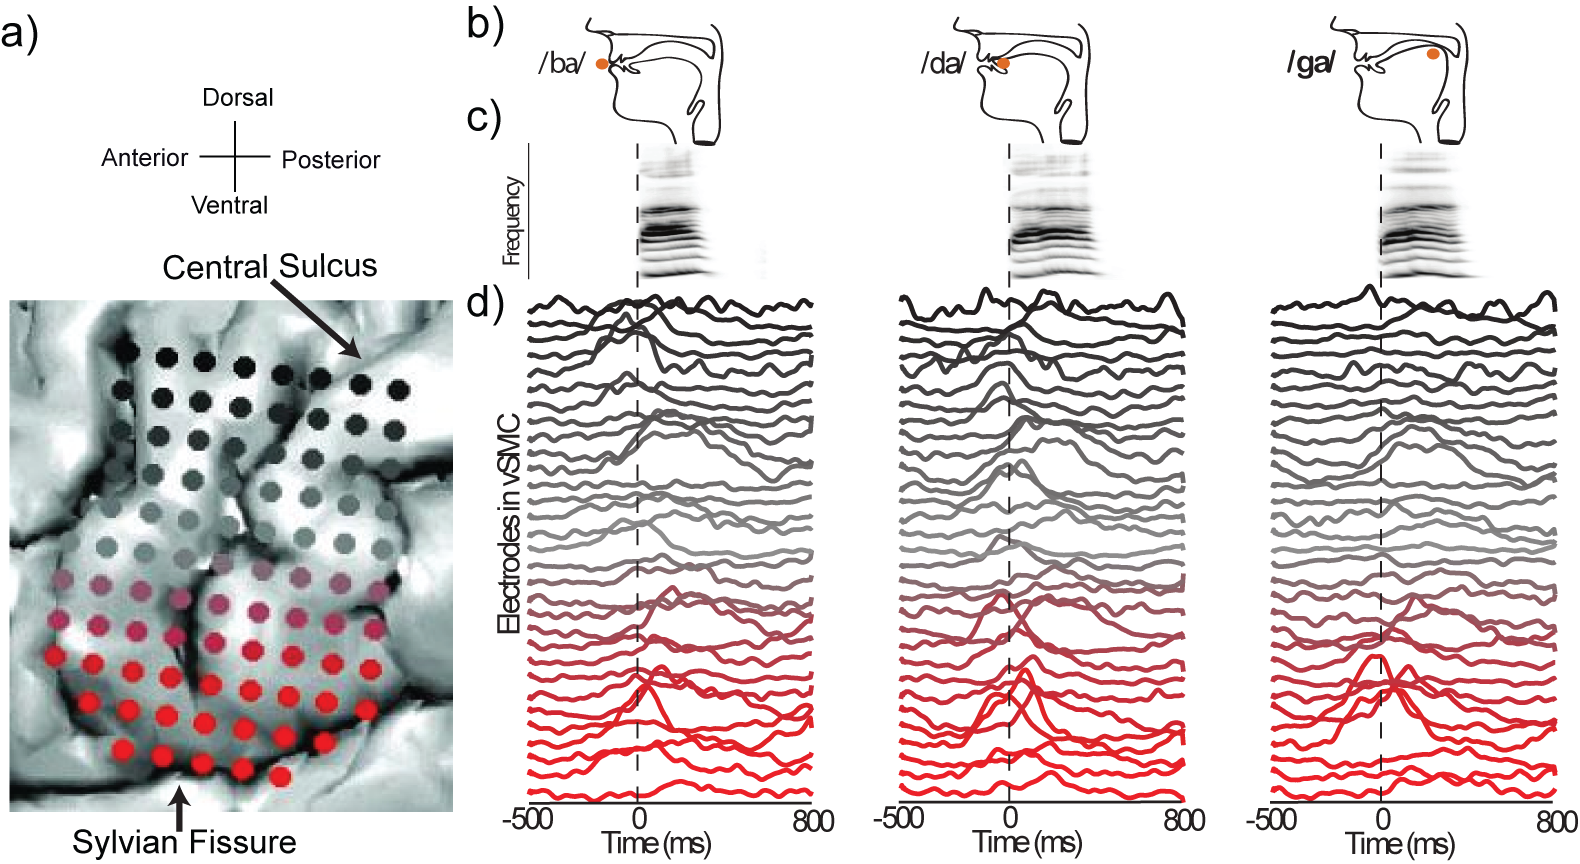 a)
Dorsal
Anterior
Posterior
Ventral
Central Sulcus
Sylvian Fissure
b)
/ba/
/da/
/ga/
c)
Frequency
d)
Electrodes in vSMC
-500 0 800
Time (ms)
-500 0 800
Time (ms)
-500 0 800
Time (ms)